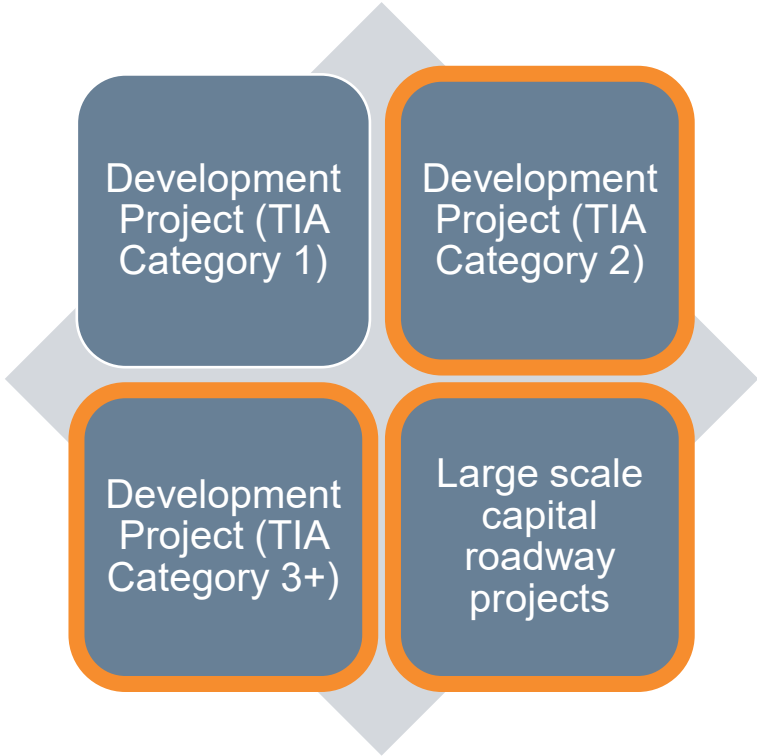 Development
Project (TIA
Category 1)
Development
Project (TIA
Category 2)
Development
Project (TIA
Category 3+)
Large scale
capital
roadway
projects